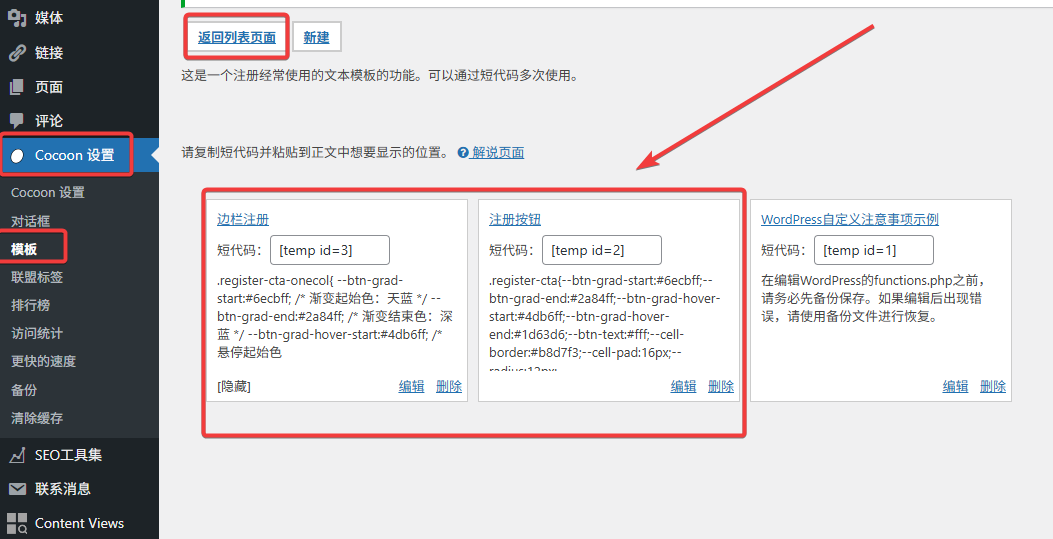 媒体
链接
页面
评论
Cocoon 设置
Cocoon 设置
对话框
模板
联盟标签
排行榜
访问统计
更快的速度
备份
清除缓存
SEO工具集
联系消息
Content Views
返回列表页面
新建
这是一个注册经常使用的文本模板的功能。可以通过短代码多次使用。
请复制短代码并粘贴到正文中想要显示的位置。 解说页面
边栏注册
短代码： [temp id=3]
.register-cta-onecol{ --btn-grad-
start:#6ecbff; /* 渐变起始色：天蓝 */ --
btn-grad-end:#2a84ff; /* 渐变结束色：深
蓝 */ --btn-grad-hover-start:#4db6ff; /*
悬停起始色
[隐藏]
编辑 删除
注册按钮
短代码： [temp id=2]
.register-cta{--btn-grad-start:#6ecbff;--
btn-grad-end:#2a84ff;--btn-grad-hover-
start:#4db6ff;--btn-grad-hover-
end:#1d63d6;--btn-text:#fff;--cell-
border:#b8d7f3;--cell-pad:16px;--
radius:12px;
编辑 删除
WordPress自定义注意事项示例
短代码： [temp id=1]
在编辑WordPress的functions.php之前，
请务必先备份保存。如果编辑后出现错
误，请使用备份文件进行恢复。
编辑 删除